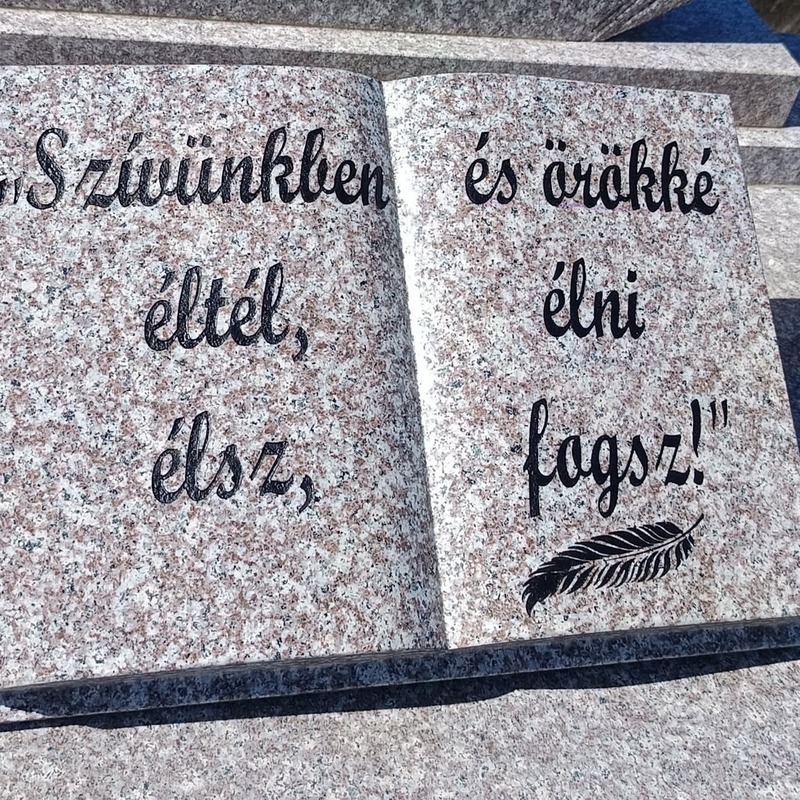 „Szívünkben
éltél,
élsz,
és örökké
élni
fogsz!"